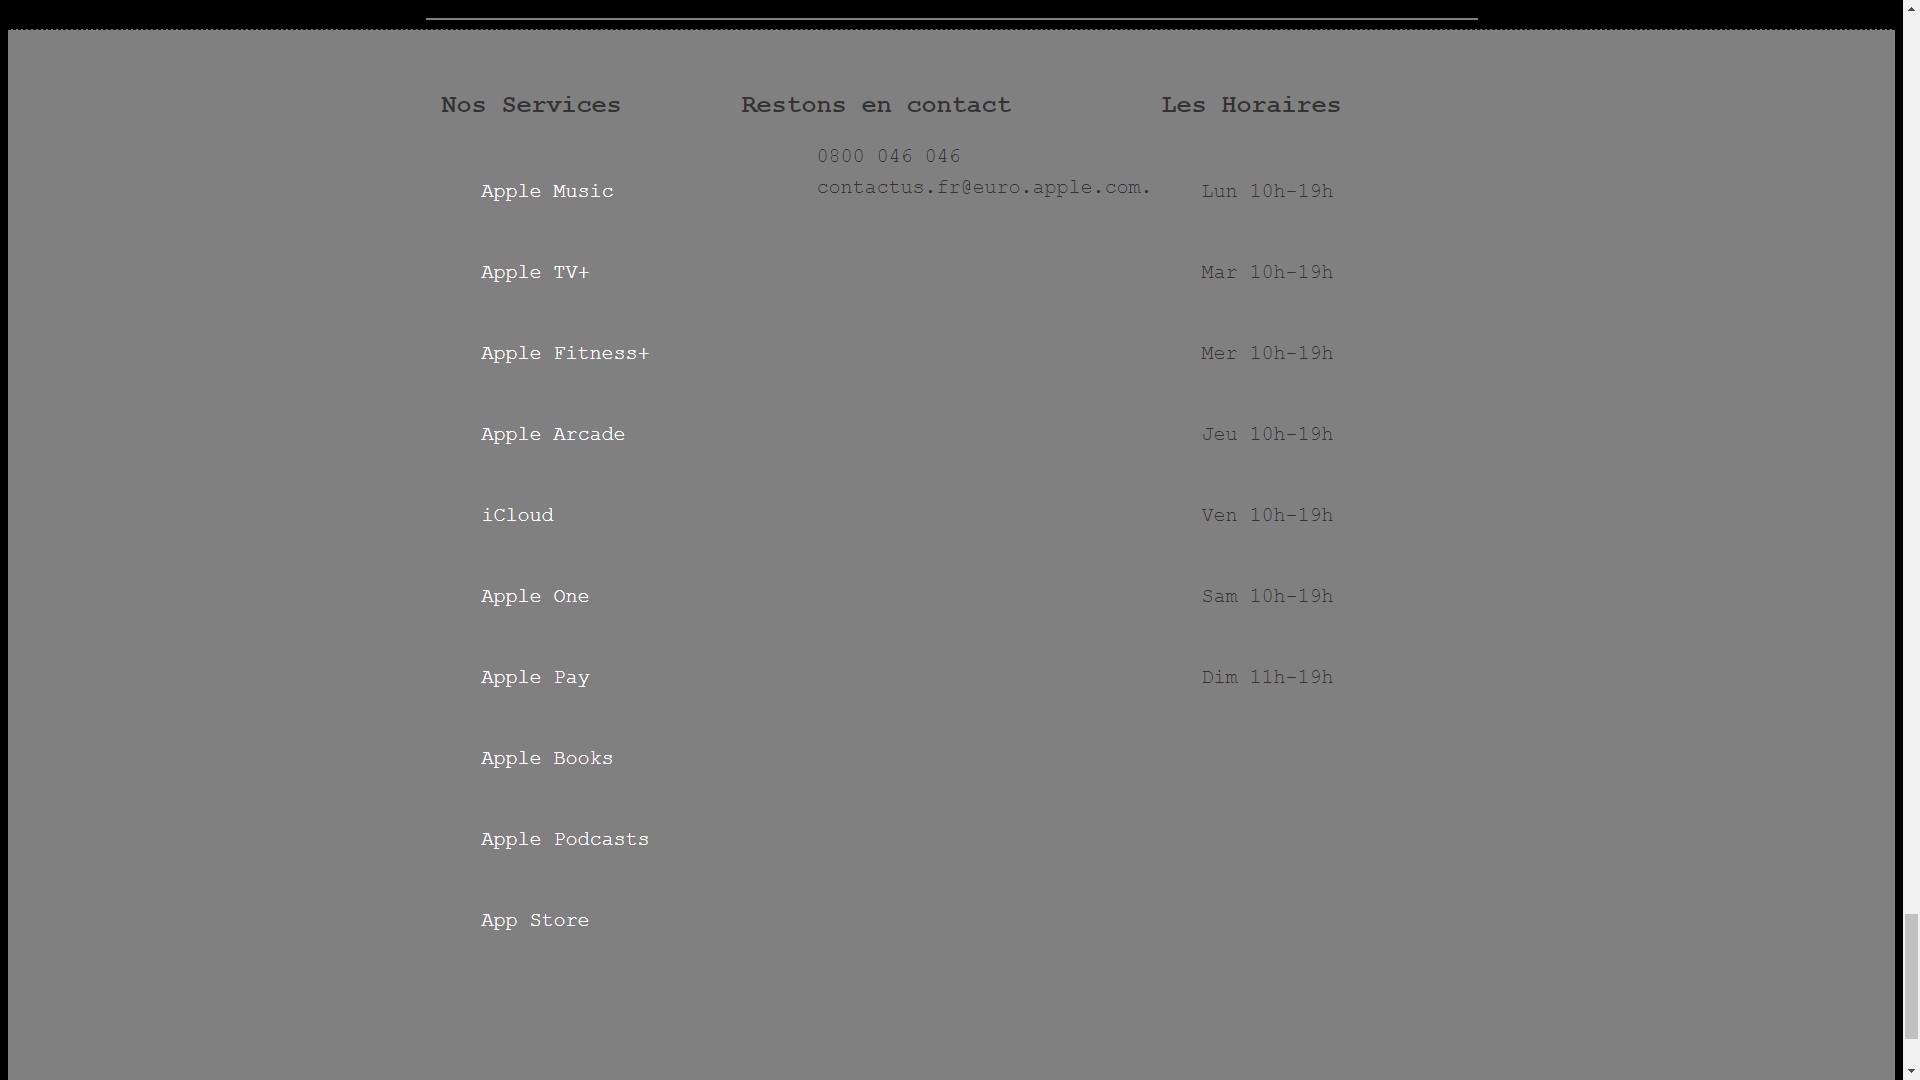 Nos Services
Apple Music
Apple TV+
Apple Fitness+
Apple Arcade
iCloud
Apple One
Apple Pay
Apple Books
Apple Podcasts
App Store
Restons en contact
0800 046 046
contactus.fr@euro.apple.com.
Les Horaires
Lun 10h-19h
Mar 10h-19h
Mer 10h-19h
Jeu 10h-19h
Ven 10h-19h
Sam 10h-19h
Dim 11h-19h